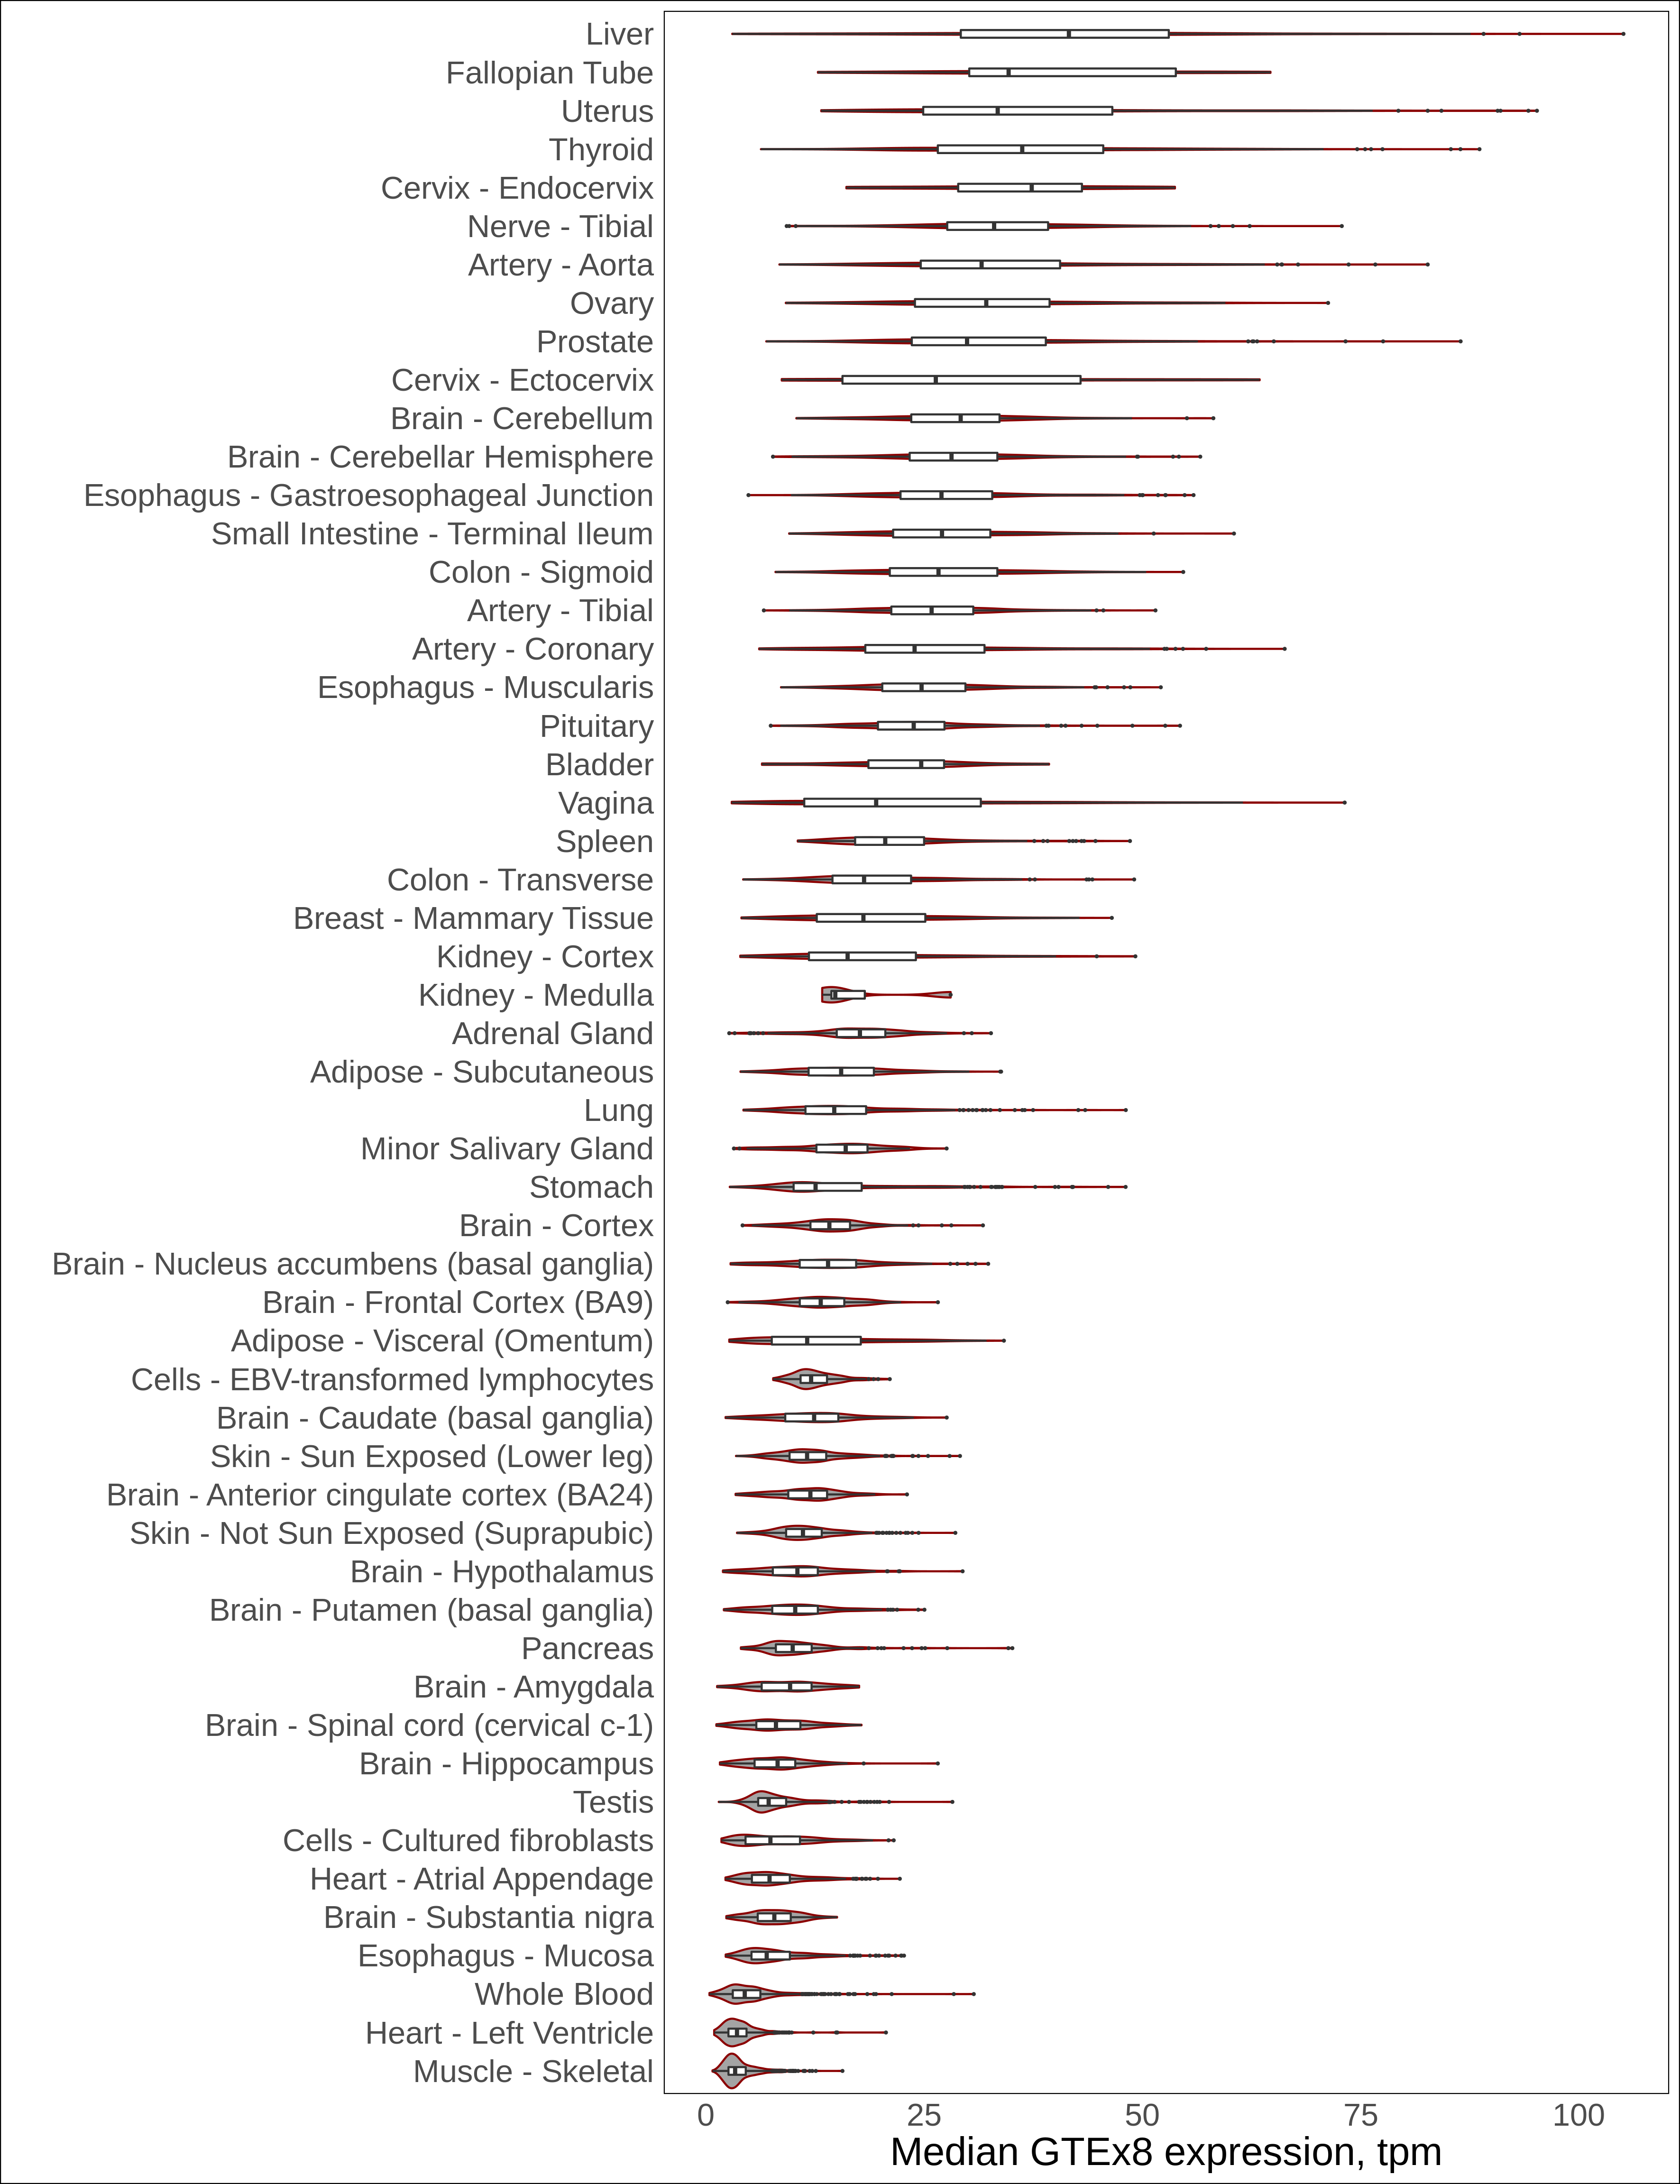 Liver
Fallopian Tube
Uterus
Thyroid
Cervix - Endocervix
Nerve - Tibial
Artery - Aorta
Ovary
Prostate
Cervix - Ectocervix
Brain - Cerebellum
Brain - Cerebellar Hemisphere
Esophagus - Gastroesophageal Junction
Small Intestine - Terminal Ileum
Colon - Sigmoid
Artery - Tibial
Artery - Coronary
Esophagus - Muscularis
Pituitary
Bladder
Vagina
Spleen
Colon - Transverse
Breast - Mammary Tissue
Kidney - Cortex
Kidney - Medulla
Adrenal Gland
Adipose - Subcutaneous
Lung
Minor Salivary Gland
Stomach
Brain - Cortex
Brain - Nucleus accumbens (basal ganglia)
Brain - Frontal Cortex (BA9)
Adipose - Visceral (Omentum)
Cells - EBV-transformed lymphocytes
Brain - Caudate (basal ganglia)
Skin - Sun Exposed (Lower leg)
Brain - Anterior cingulate cortex (BA24)
Skin - Not Sun Exposed (Suprapubic)
Brain - Hypothalamus
Brain - Putamen (basal ganglia)
Pancreas
Brain - Amygdala
Brain - Spinal cord (cervical c-1)
Brain - Hippocampus
Testis
Cells - Cultured fibroblasts
Heart - Atrial Appendage
Brain - Substantia nigra
Esophagus - Mucosa
Whole Blood
Heart - Left Ventricle
Muscle - Skeletal
0 25 50 75 100
Median GTEx8 expression, tpm